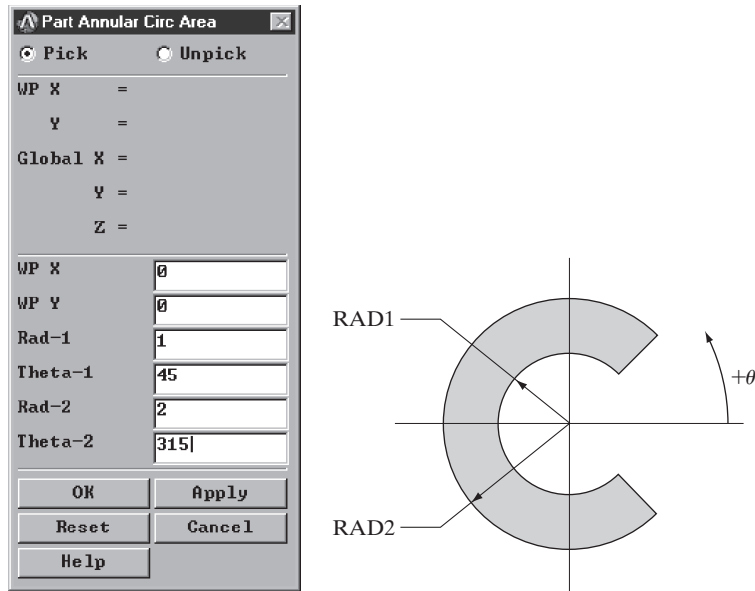 Part Annular Circ Area
Pick Unpick
WP X =
Y =
Global X =
Y =
Z =
WP X 0
WP Y 0
Rad-1 1
Theta-1 45
Rad-2 2
Theta-2 315
OK Apply
Reset Cancel
Help
RAD1
+θ
RAD2